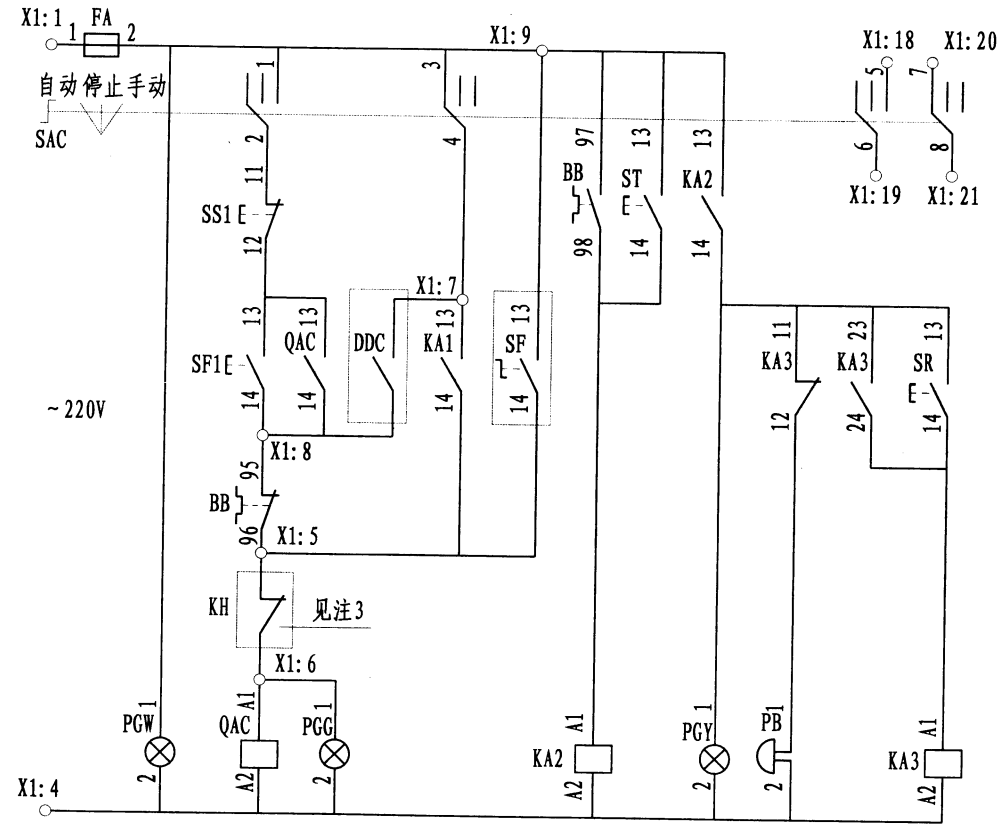 X1:1
1 FA 2
X1:9
X1:18
X1:20
自动 停止 手动
SAC
1
3
5
7
2
4
6
8
X1:19
X1:21
11
97
13
13
BB
ST
KA2
SS1
12
98
14
14
X1:7
13
13
13
13
11
23
13
SF1
QAC
DDC
KA1
SF
KA3
KA3
SR
14
14
14
14
12
24
14
~220V
X1:8
95
BB
96
X1:5
KH
见注3
X1:6
1
A1
1
A1
1
1
A1
PGW
QAC
PGG
KA2
PGY
PB
KA3
2
A2
2
A2
2
2
A2
X1:4